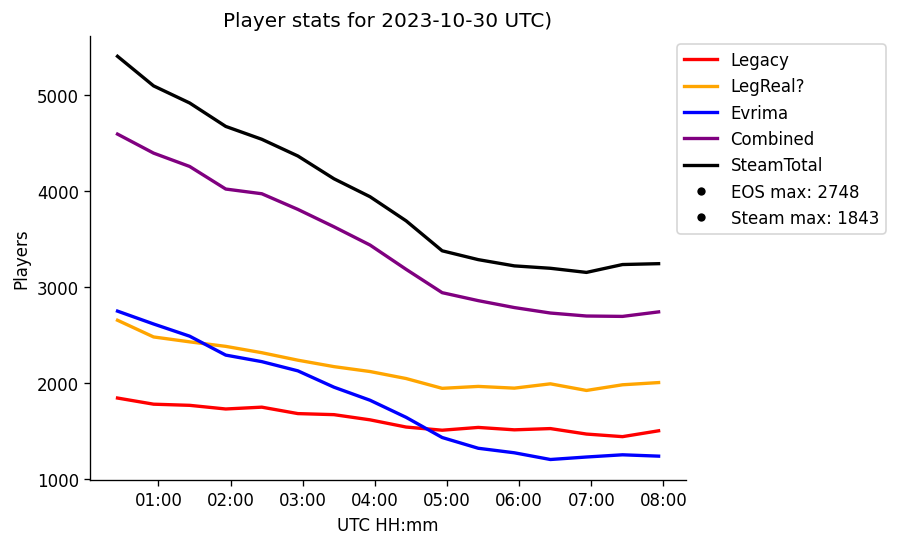 Player stats for 2023-10-30 UTC)
Legacy
LegReal?
Evrima
Combined
SteamTotal
EOS max: 2748
Steam max: 1843
Players
5000
4000
3000
2000
1000
01:00 02:00 03:00 04:00 05:00 06:00 07:00 08:00
UTC HH:mm